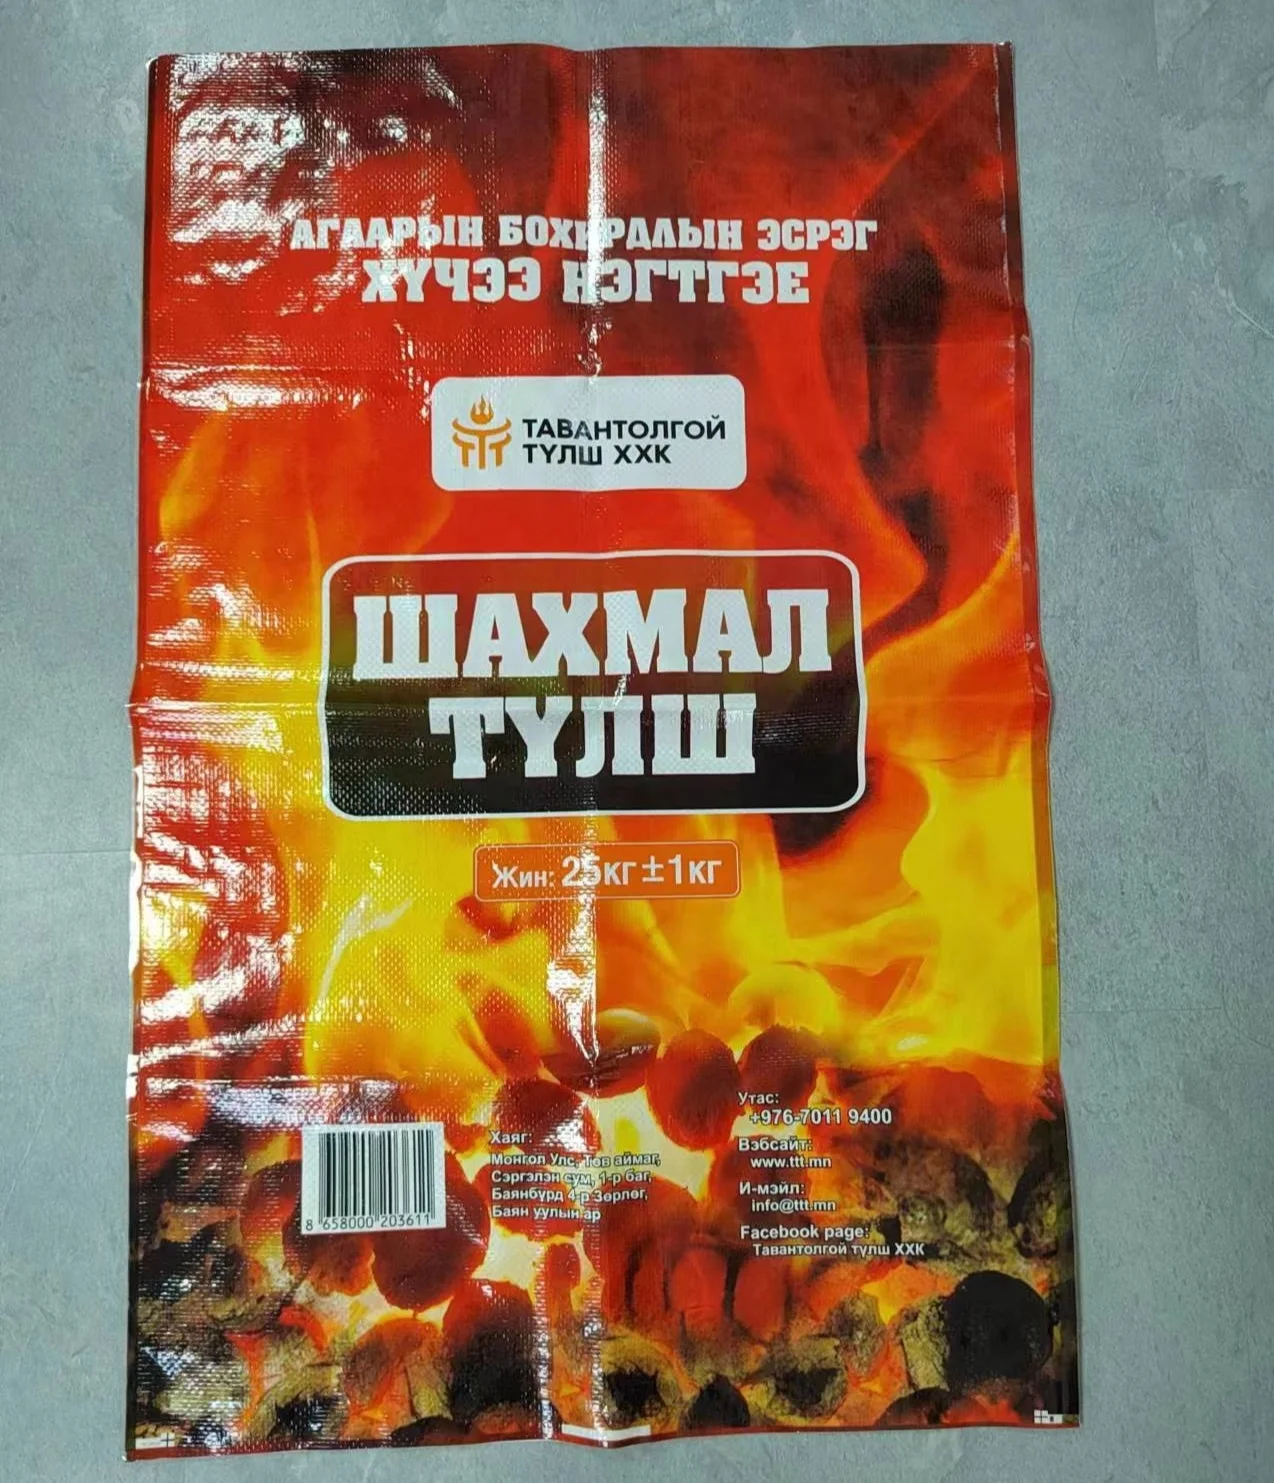 АГААРЫН БОХИРДЛЫН ЭСРЭГ
ХҮЧЭЭ НЭГТГЭЕ
ТТТ
ТАВАНТОЛГОЙ
ТҮЛШ ХХК
ШАХМАЛ
ТҮЛШ
Жин: 25кг±1кг
Утас:
+976-7011 9400
Вэбсайт:
www.ttt.mn
И-мэйл:
info@ttt.mn
Facebook page:
Тавантолгой түлш ХХК
Хаяг:
Монгол Улс, Төв аймаг,
Сэргэлэн сум, 1-р баг,
Баянбүрд 4-р Зөрлөг,
Баян уулын ар
8 658000 203611